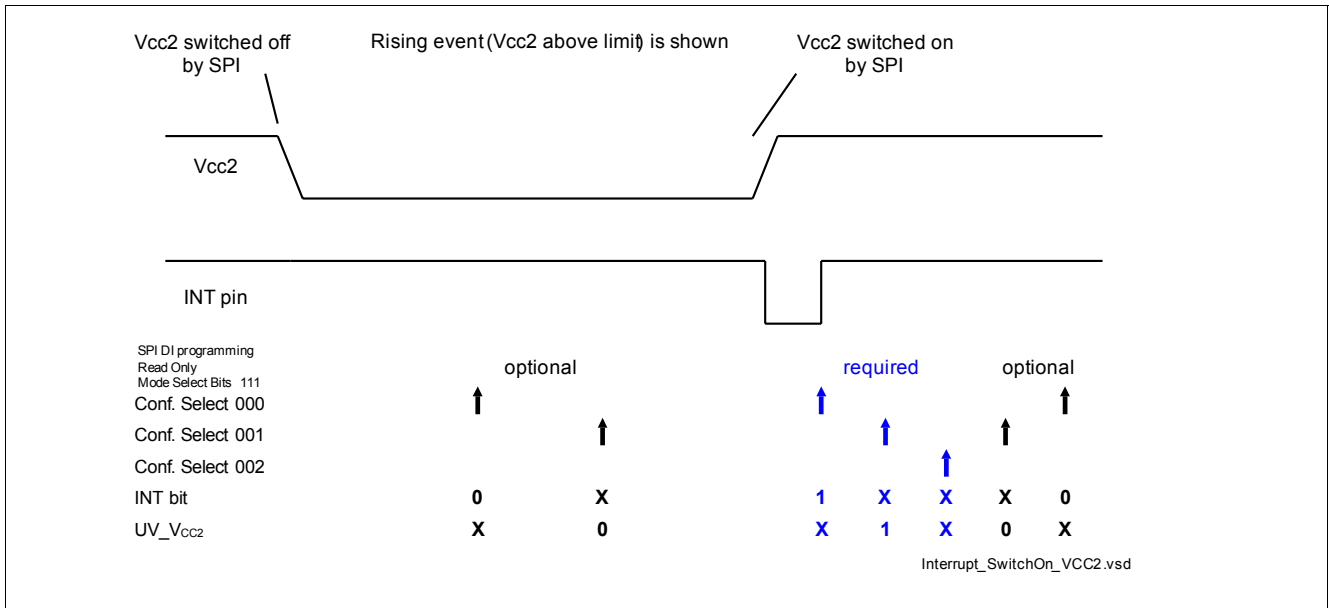 Vcc2 switched off
by SPI
Rising event (Vcc2 above limit) is shown
Vcc2 switched on
by SPI
Vcc2
INT pin
SPI DI programming
Read Only
Mode Select Bits 111
optional
required
optional
Conf. Select 000
Conf. Select 001
Conf. Select 002
INT bit 0 X 1 X X X 0
UV_VCC2 X 0 X 1 X 0 X
Interrupt_SwitchOn_VCC2.vsd